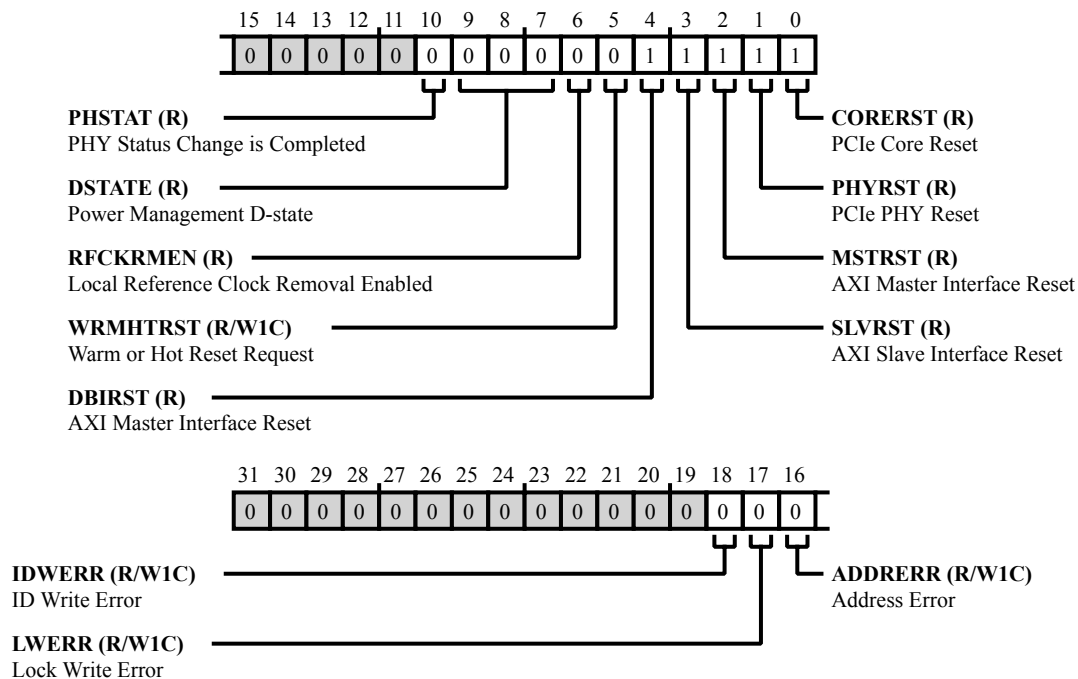 15 14 13 12 11 10 9 8 7 6 5 4 3 2 1 0
0 0 0 0 0 0 0 0 0 0 0 1 1 1 1 1
PHSTAT (R)
PHY Status Change is Completed
DSTATE (R)
Power Management D-state
RFCKRMEN (R)
Local Reference Clock Removal Enabled
WRMHTRST (R/W1C)
Warm or Hot Reset Request
DBIRST (R)
AXI Master Interface Reset
CORERST (R)
PCIe Core Reset
PHYRST (R)
PCIe PHY Reset
MSTRST (R)
AXI Master Interface Reset
SLVRST (R)
AXI Slave Interface Reset
31 30 29 28 27 26 25 24 23 22 21 20 19 18 17 16
0 0 0 0 0 0 0 0 0 0 0 0 0 0 0 0
IDWERR (R/W1C)
ID Write Error
LWERR (R/W1C)
Lock Write Error
ADDRERR (R/W1C)
Address Error